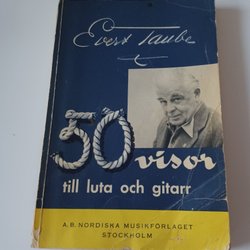 Evert Taube
50 visor
till luta och gitarr
A.B. NORDISKA MUSIKFÖRLAGET
STOCKHOLM